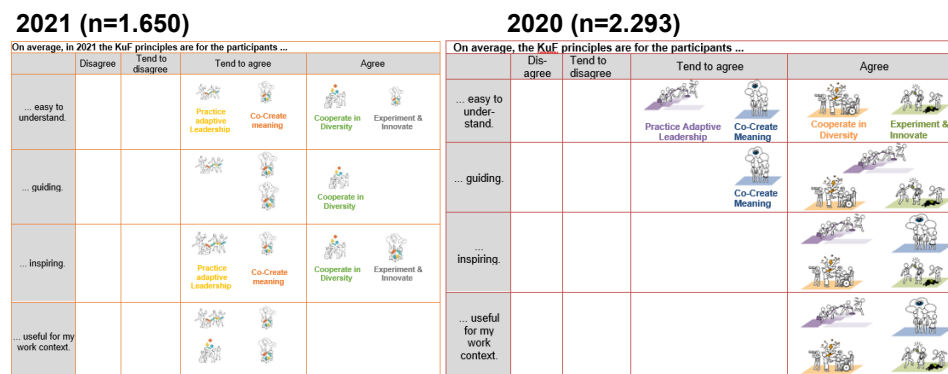 2021 (n=1.650)
On average, in 2021 the KuF principles are for the participants ...
Disagree
Tend to
disagree
Tend to agree
Agree
... easy to
understand.
Practice
adaptive
Leadership
Co-Create
meaning
Cooperate in
Diversity
Experiment &
Innovate
... guiding.
Cooperate in
Diversity
... inspiring.
Practice
adaptive
Leadership
Co-Create
meaning
Cooperate in
Diversity
Experiment &
Innovate
... useful for my
work context.
2020 (n=2.293)
On average, the KuF principles are for the participants ...
Dis-
agree
Tend to
disagree
Tend to agree
Agree
... easy to
under-
stand.
Practice Adaptive
Leadership
Co-Create
Meaning
Cooperate in
Diversity
Experiment &
Innovate
... guiding.
Co-Create
Meaning
...
inspiring.
... useful
for my
work
context.